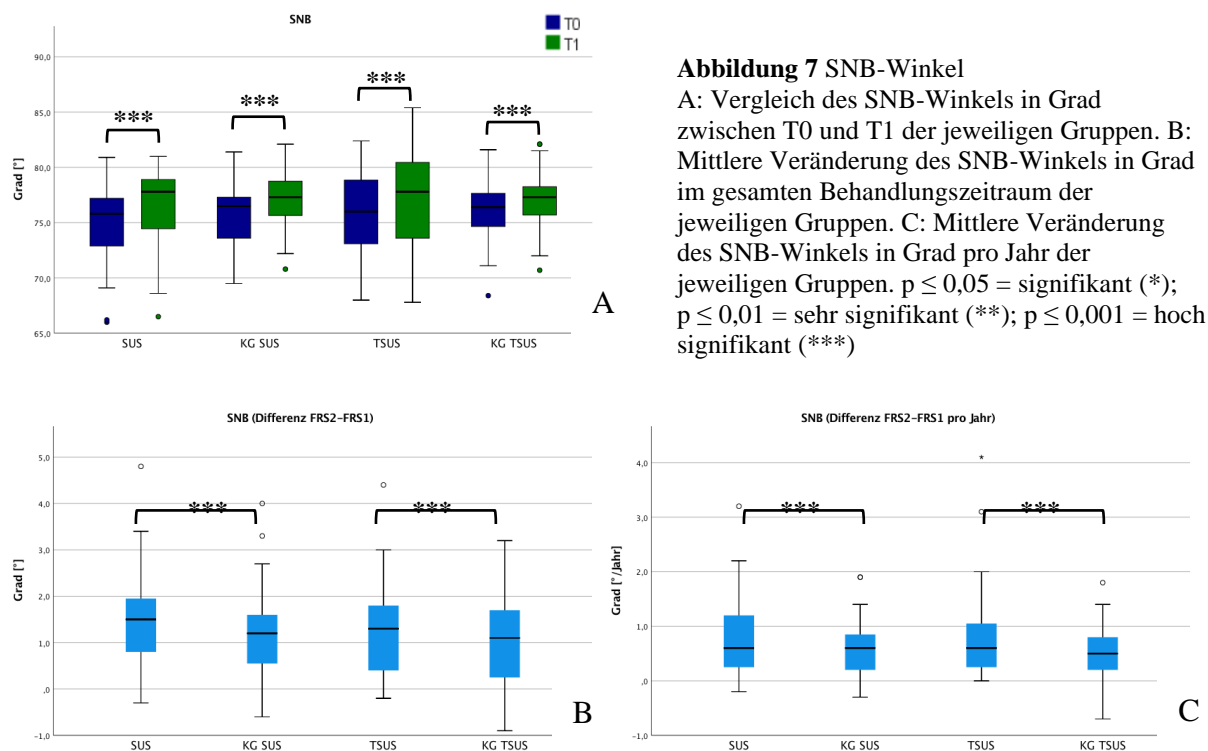 SNB
T0
T1
90,0
85,0
80,0
75,0
70,0
65,0
Grad [°]
***
***
***
***
SUS
KG SUS
TSUS
KG TSUS
A
Abbildung 7 SNB-Winkel
A: Vergleich des SNB-Winkels in Grad
zwischen T0 und T1 der jeweiligen Gruppen. B:
Mittlere Veränderung des SNB-Winkels in Grad
im gesamten Behandlungszeitraum der
jeweiligen Gruppen. C: Mittlere Veränderung
des SNB-Winkels in Grad pro Jahr der
jeweiligen Gruppen. p ≤ 0,05 = signifikant (*);
p ≤ 0,01 = sehr signifikant (**); p ≤ 0,001 = hoch
signifikant (***)
SNB (Differenz FRS2-FRS1)
5,0
4,0
3,0
2,0
1,0
,0
-1,0
Grad [°]
***
***
SUS
KG SUS
TSUS
KG TSUS
B
SNB (Differenz FRS2-FRS1 pro Jahr)
4,0
3,0
2,0
1,0
,0
-1,0
Grad [°/Jahr]
***
***
SUS
KG SUS
TSUS
KG TSUS
C